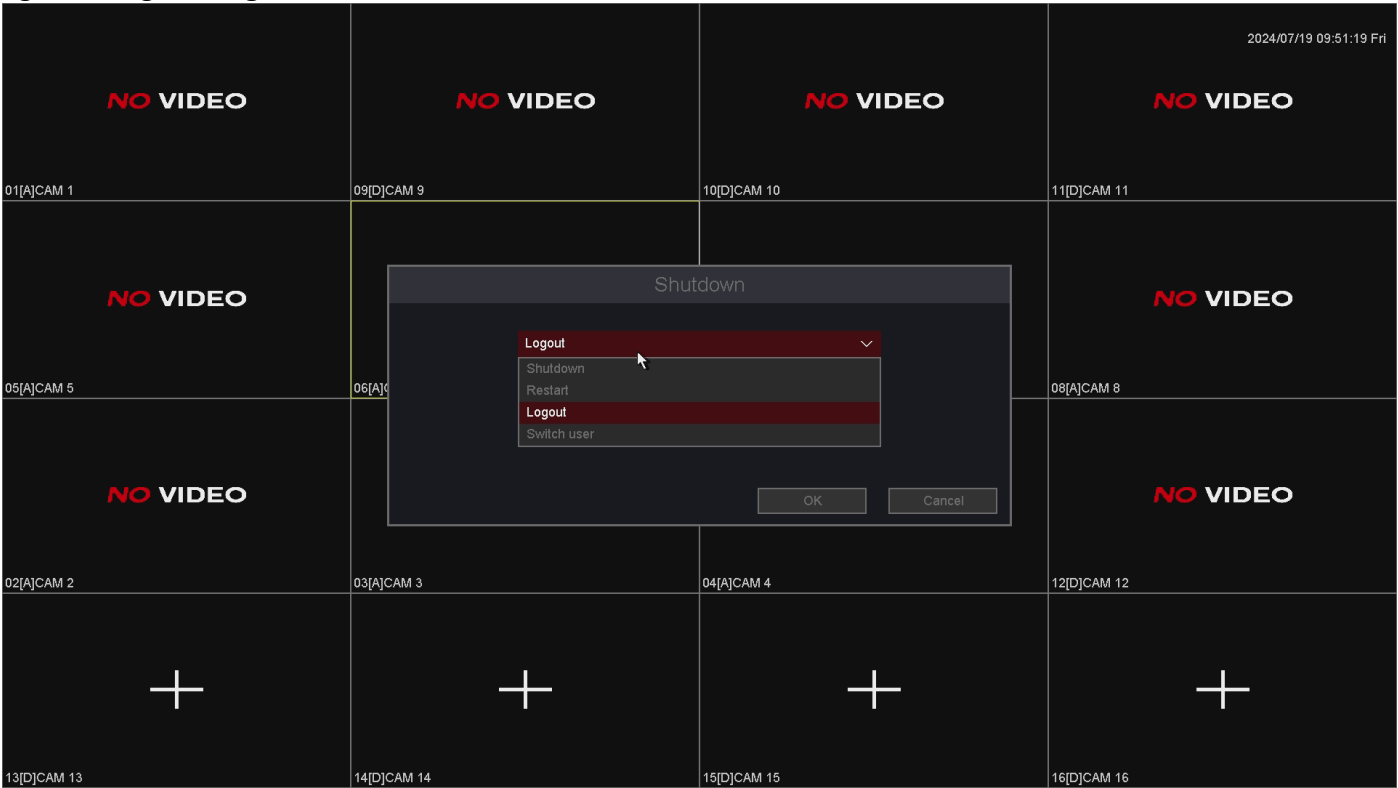 2024/07/19 09:51:19 Fri
NO VIDEO
NO VIDEO
NO VIDEO
NO VIDEO
01[A]CAM 1
09[D]CAM 9
10[D]CAM 10
11[D]CAM 11
NO VIDEO
NO VIDEO
Shutdown
Logout
Shutdown
Restart
Logout
Switch user
OK
Cancel
05[A]CAM 5
06[A]
08[A]CAM 8
NO VIDEO
NO VIDEO
02[A]CAM 2
03[A]CAM 3
04[A]CAM 4
12[D]CAM 12
13[D]CAM 13
14[D]CAM 14
15[D]CAM 15
16[D]CAM 16